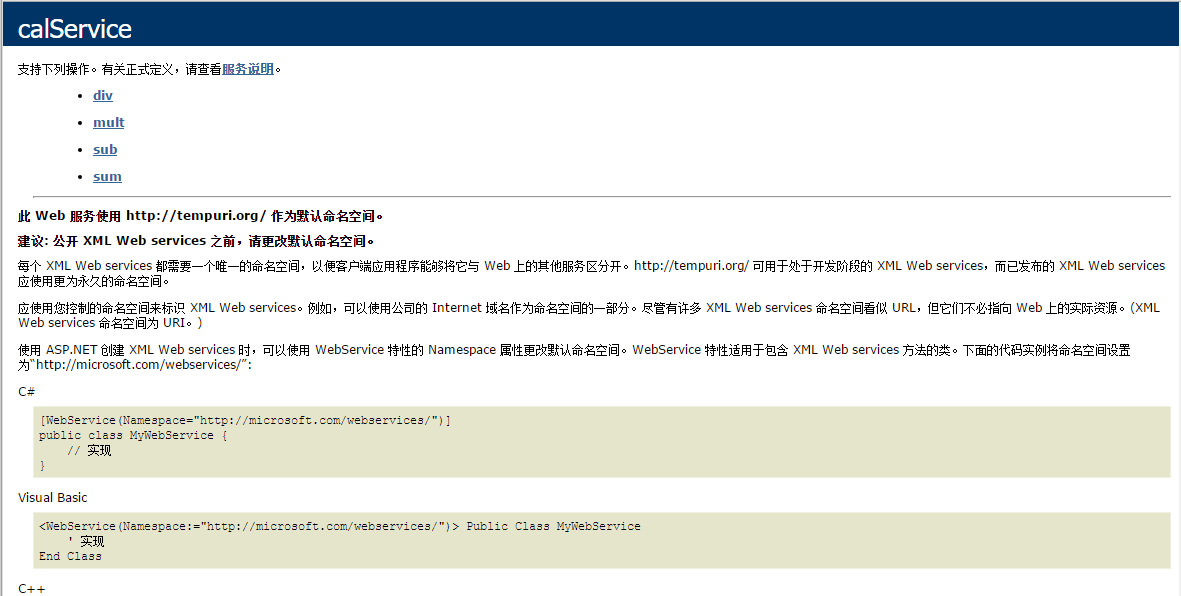 calService
支持下列操作。有关正式定义，请查看服务说明。
div
mult
sub
sum
此 Web 服务使用 http://tempuri.org/ 作为默认命名空间。
建议: 公开 XML Web services 之前，请更改默认命名空间。
每个 XML Web services 都需要一个唯一的命名空间，以便客户端应用程序能够将它与 Web 上的其他服务区分开。http://tempuri.org/ 可用于处于开发阶段的 XML Web services，而已发布的 XML Web services
应使用更为永久的命名空间。
应使用您控制的命名空间来标识 XML Web services。例如，可以使用公司的 Internet 域名作为命名空间的一部分。尽管有许多 XML Web services 命名空间看似 URL，但它们不必指向 Web 上的实际资源。(XML
Web services 命名空间为 URI。)
使用 ASP.NET 创建 XML Web services 时，可以使用 WebService 特性的 Namespace 属性更改默认命名空间。WebService 特性适用于包含 XML Web services 方法的类。下面的代码实例将命名空间设置
为“http://microsoft.com/webservices/”:
C#
[WebService(Namespace="http://microsoft.com/webservices/")]
public class MyWebService {
    // 实现
}
Visual Basic
<WebService(Namespace:="http://microsoft.com/webservices/")> Public Class MyWebService
    ' 实现
End Class
C++